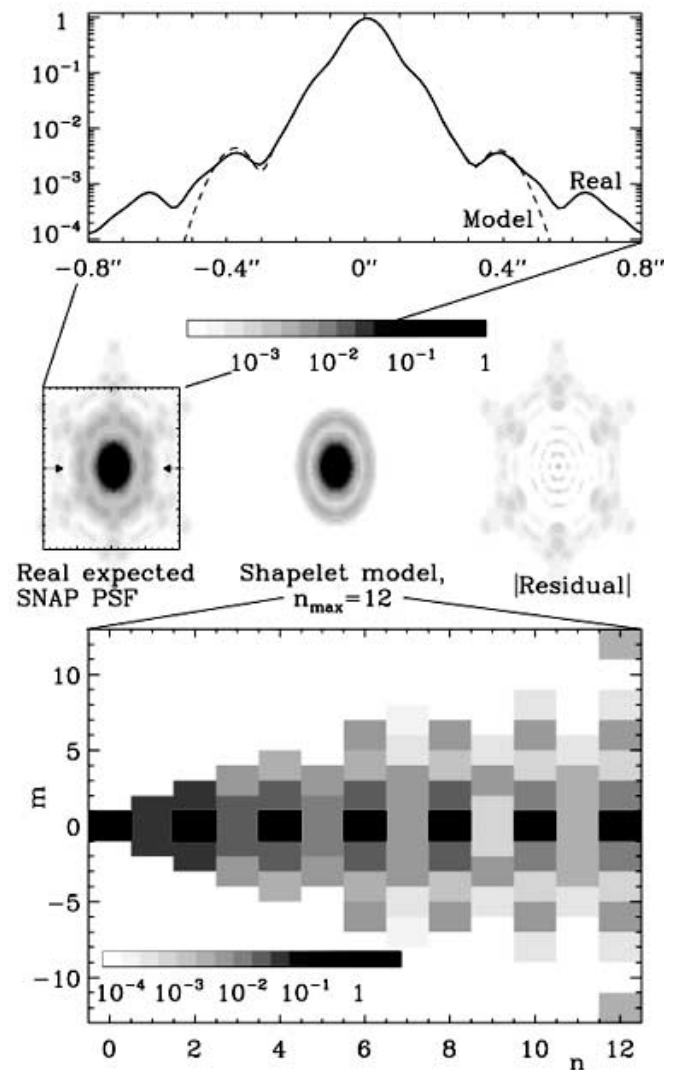 1
10⁻¹
10⁻²
10⁻³
10⁻⁴
Real
Model
−0.8″ −0.4″ 0″ 0.4″ 0.8″
10⁻³ 10⁻² 10⁻¹ 1
Real expected
SNAP PSF
Shapelet model,
n_max=12
|Residual|
10
5
0
−5
−10
m
10⁻⁴ 10⁻³ 10⁻² 10⁻¹ 1
0 2 4 6 8 10 12
n